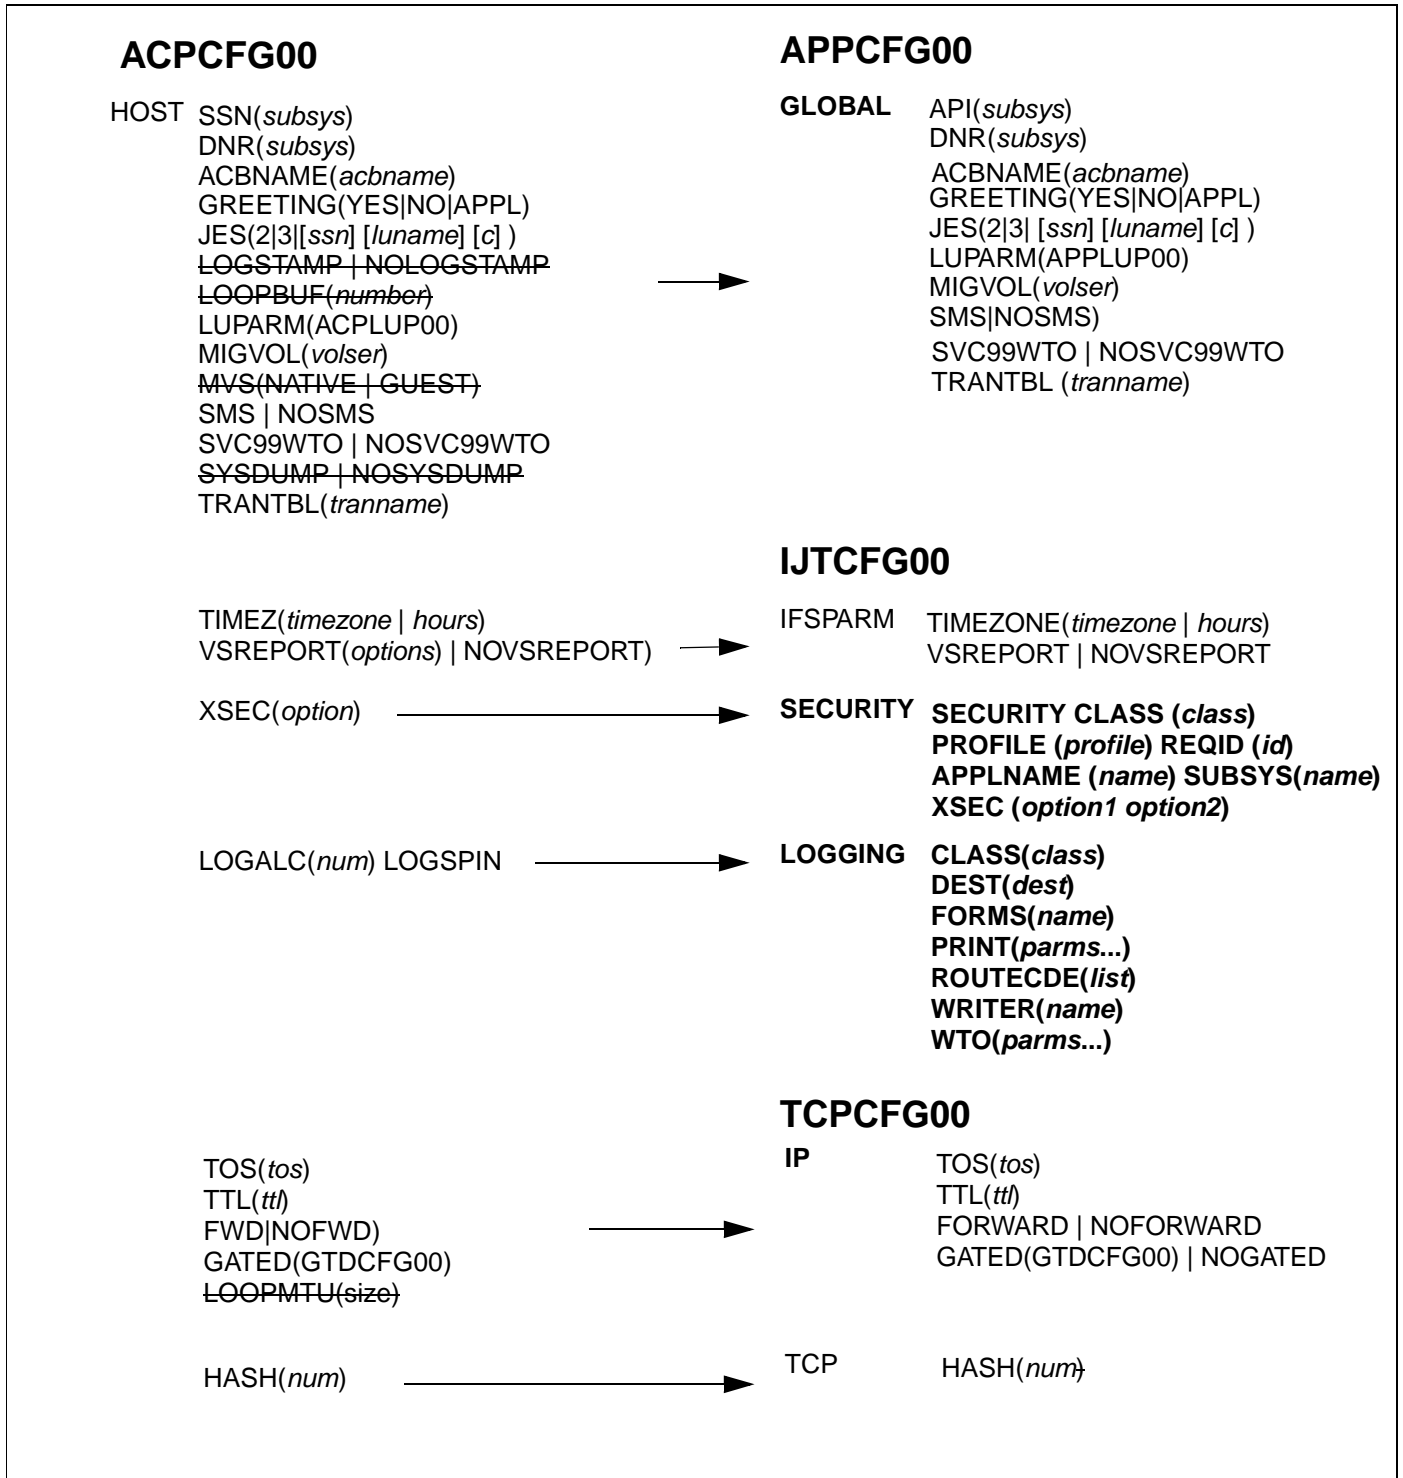 ACPCFG00
HOST SSN(subsys)
DNR(subsys)
ACBNAME(acbname)
GREETING(YES|NO|APPL)
JES(2|3|[ssn] [luname] [c] )
LOGSTAMP | NOLOGSTAMP
LOOPBUF(number)
LUPARM(ACPLUP00)
MIGVOL(volser)
MVS(NATIVE | GUEST)
SMS | NOSMS
SVC99WTO | NOSVC99WTO
SYSDUMP | NOSYSDUMP
TRANTBL(tranname)
APPCFG00
GLOBAL API(subsys)
DNR(subsys)
ACBNAME(acbname)
GREETING(YES|NO|APPL)
JES(2|3| [ssn] [luname] [c] )
LUPARM(APPLUP00)
MIGVOL(volser)
SMS|NOSMS)
SVC99WTO | NOSVC99WTO
TRANTBL (tranname)
IJTCFG00
TIMEZ(timezone | hours)
VSREPORT(options) | NOVSREPORT)
IFSPARM TIMEZONE(timezone | hours)
VSREPORT | NOVSREPORT
XSEC(option)
SECURITY SECURITY CLASS (class)
PROFILE (profile) REQID (id)
APPLNAME (name) SUBSYS(name)
XSEC (option1 option2)
LOGALC(num) LOGSPIN
LOGGING CLASS(class)
DEST(dest)
FORMS(name)
PRINT(parms...)
ROUTECDE(list)
WRITER(name)
WTO(parms...)
TCPCFG00
TOS(tos)
TTL(ttl)
FWD|NOFWD)
GATED(GTDCFG00)
LOOPMTU(size)
IP TOS(tos)
TTL(ttl)
FORWARD | NOFORWARD
GATED(GTDCFG00) | NOGATED
HASH(num)
TCP HASH(num)